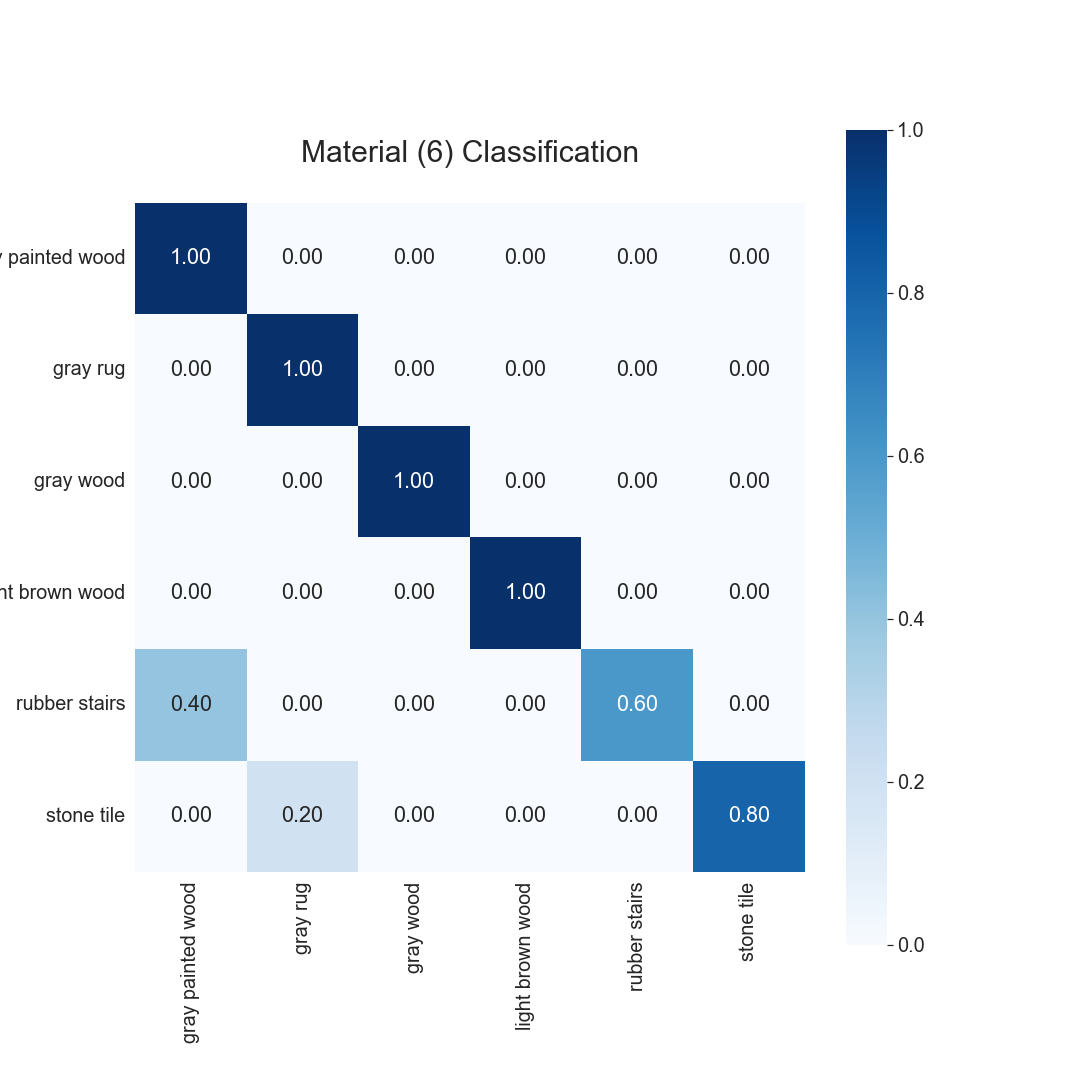 Material (6) Classification
painted wood 1.00 0.00 0.00 0.00 0.00 0.00
gray rug 0.00 1.00 0.00 0.00 0.00 0.00
gray wood 0.00 0.00 1.00 0.00 0.00 0.00
brown wood 0.00 0.00 0.00 1.00 0.00 0.00
rubber stairs 0.40 0.00 0.00 0.00 0.60 0.00
stone tile 0.00 0.20 0.00 0.00 0.00 0.80
gray painted wood
gray rug
gray wood
light brown wood
rubber stairs
stone tile
1.0
0.8
0.6
0.4
0.2
0.0